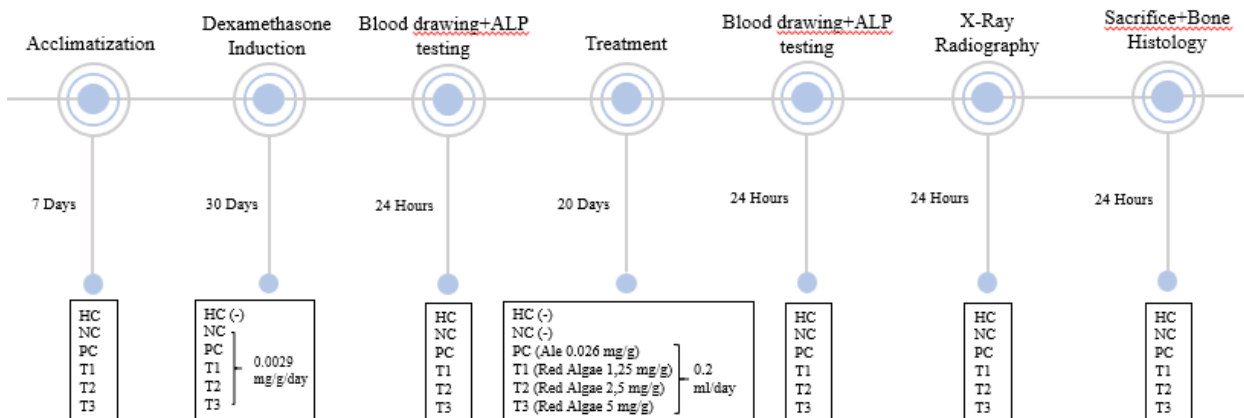 Acclimatization
Dexamethasone
Induction
Blood drawing+ALP
testing
Treatment
Blood drawing+ALP
testing
X-Ray
Radiography
Sacrifice+Bone
Histology
7 Days
30 Days
24 Hours
20 Days
24 Hours
24 Hours
24 Hours
HC
NC
PC
T1
T2
T3
HC (-)
NC
PC
T1
T2
T3
0.0029
mg/g/day
HC
NC
PC
T1
T2
T3
HC (-)
NC (-)
PC (Ale 0.026 mg/g)
T1 (Red Algae 1,25 mg/g)
T2 (Red Algae 2,5 mg/g)
T3 (Red Algae 5 mg/g)
0.2
ml/day
HC
NC
PC
T1
T2
T3
HC
NC
PC
T1
T2
T3
HC
NC
PC
T1
T2
T3